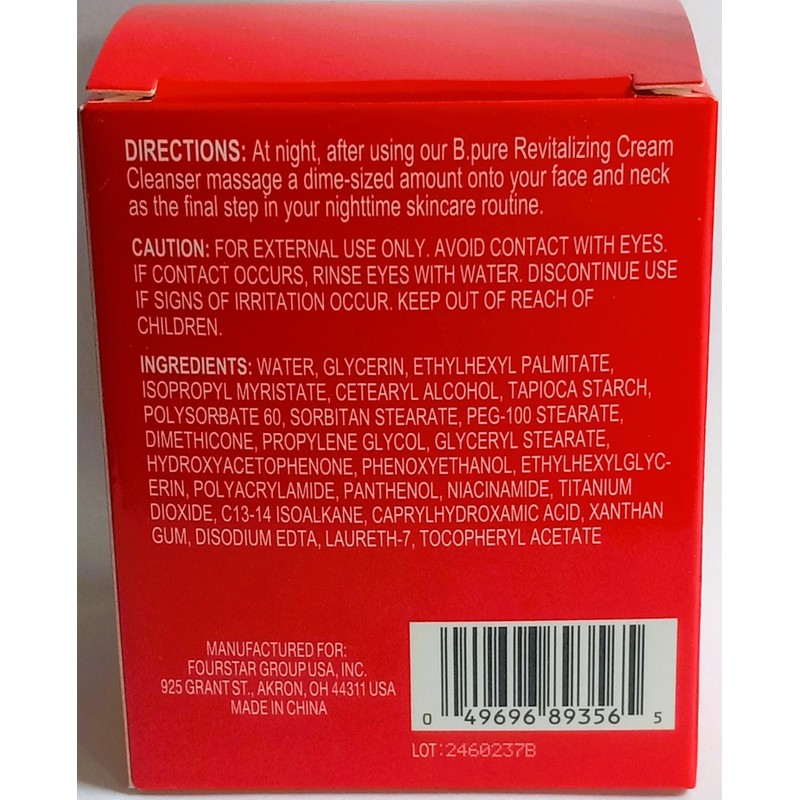 DIRECTIONS: At night, after using our B.pure Revitalizing Cream
Cleanser massage a dime-sized amount onto your face and neck
as the final step in your nighttime skincare routine.
CAUTION: FOR EXTERNAL USE ONLY. AVOID CONTACT WITH EYES.
IF CONTACT OCCURS, RINSE EYES WITH WATER. DISCONTINUE USE
IF SIGNS OF IRRITATION OCCUR. KEEP OUT OF REACH OF
CHILDREN.
INGREDIENTS: WATER, GLYCERIN, ETHYLHEXYL PALMITATE,
ISOPROPYL MYRISTATE, CETEARYL ALCOHOL, TAPIOCA STARCH,
POLYSORBATE 60, SORBITAN STEARATE, PEG-100 STEARATE,
DIMETHICONE, PROPYLENE GLYCOL, GLYCERYL STEARATE,
HYDROXYACETOPHENONE, PHENOXYETHANOL, ETHYLHEXYLGLYC-
ERIN, POLYACRYLAMIDE, PANTHENOL, NIACINAMIDE, TITANIUM
DIOXIDE, C13-14 ISOALKANE, CAPRYLHYDROXAMIC ACID, XANTHAN
GUM, DISODIUM EDTA, LAURETH-7, TOCOPHERYL ACETATE
MANUFACTURED FOR:
FOURSTAR GROUP USA, INC.
925 GRANT ST., AKRON, OH 44311 USA
MADE IN CHINA
0 49696 89356 5
LOT: 2460237B